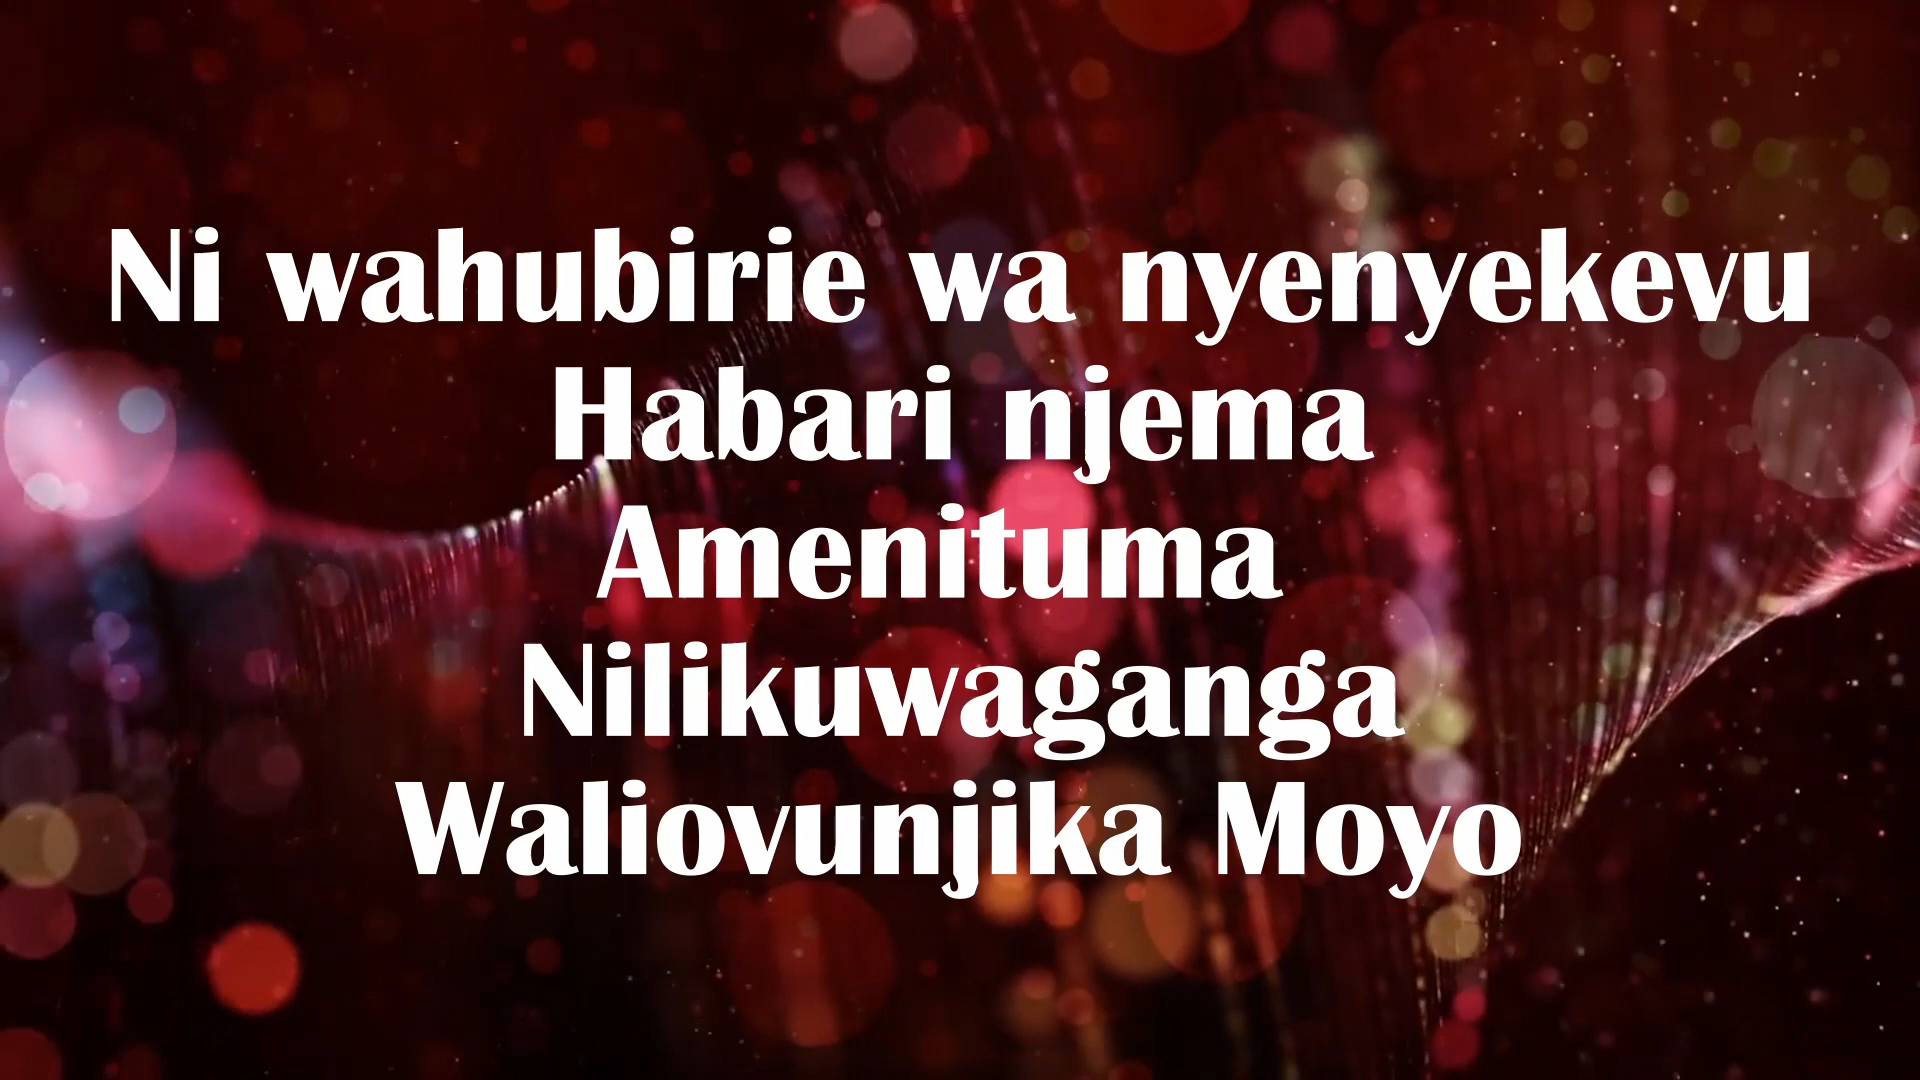 Ni wahubirie wa nyenyekevu
Habari njema
Amenituma
Nilikuwaganga
Waliovunjika Moyo